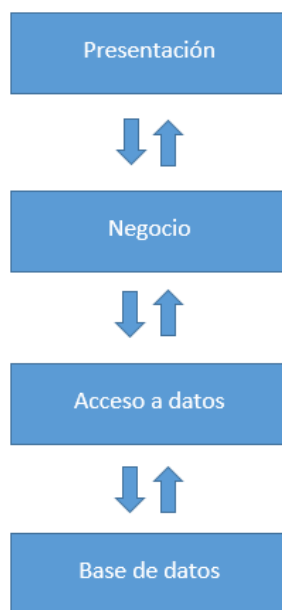 Presentación
Negocio
Acceso a datos
Base de datos